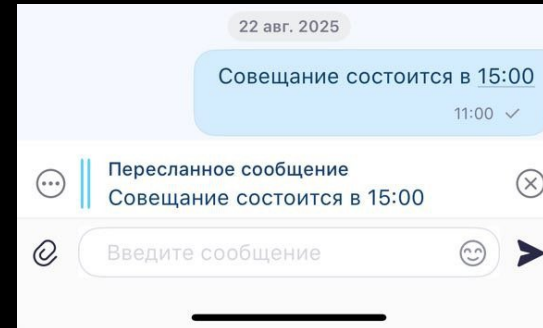 22 авг. 2025
Совещание состоится в 15:00
11:00
Пересланное сообщение
Совещание состоится в 15:00
Введите сообщение